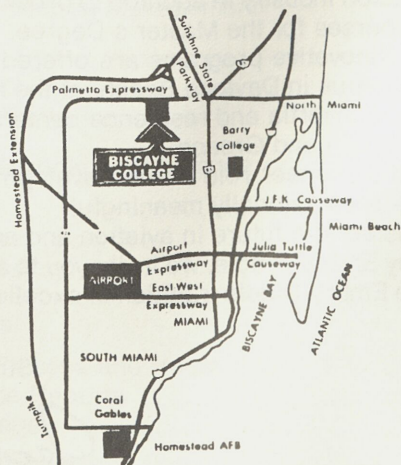 Sunshine State
Parkway
Palmetto Expressway
North Miami
Barry
College
BISCAYNE
COLLEGE
Homestead Extension
J.F.K Causeway
Miami Beach
Airport
Expressway
Julia Tuttle
Causeway
AIRPORT
East West
Expressway
MIAMI
BISCAYNE BAY
ATLANTIC OCEAN
SOUTH MIAMI
Coral
Gables
Turnpike
Homestead AFB